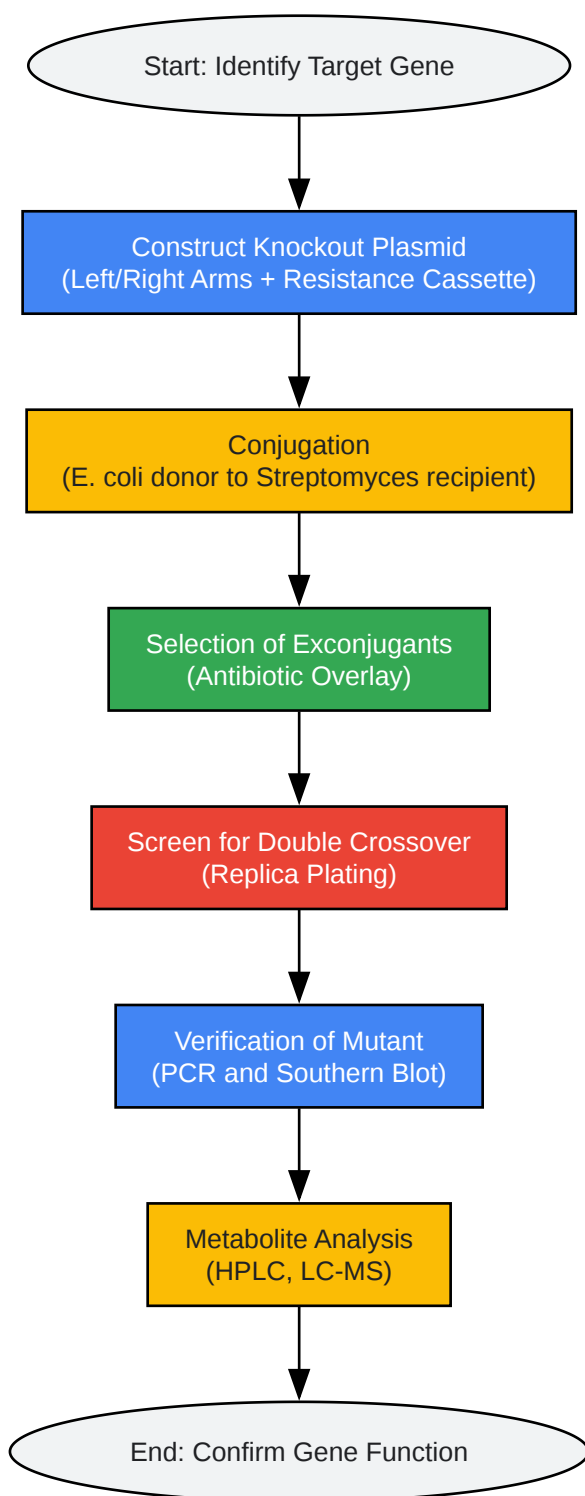 Start: Identify Target Gene
Construct Knockout Plasmid
(Left/Right Arms + Resistance Cassette)
Conjugation
(E. coli donor to Streptomyces recipient)
Selection of Exconjugants
(Antibiotic Overlay)
Screen for Double Crossover
(Replica Plating)
Verification of Mutant
(PCR and Southern Blot)
Metabolite Analysis
(HPLC, LC-MS)
End: Confirm Gene Function